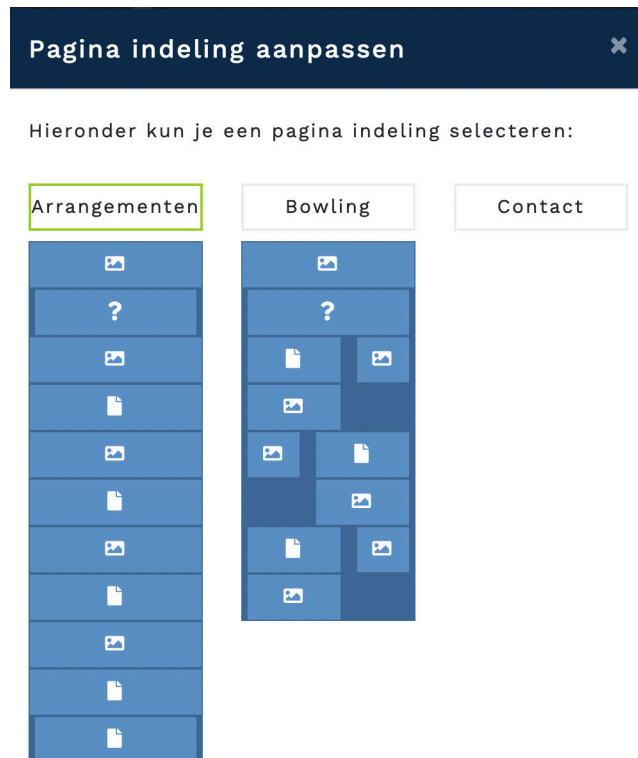 Pagina indeling aanpassen ×
Hieronder kun je een pagina indeling selecteren:
Arrangementen Bowling Contact
? ?